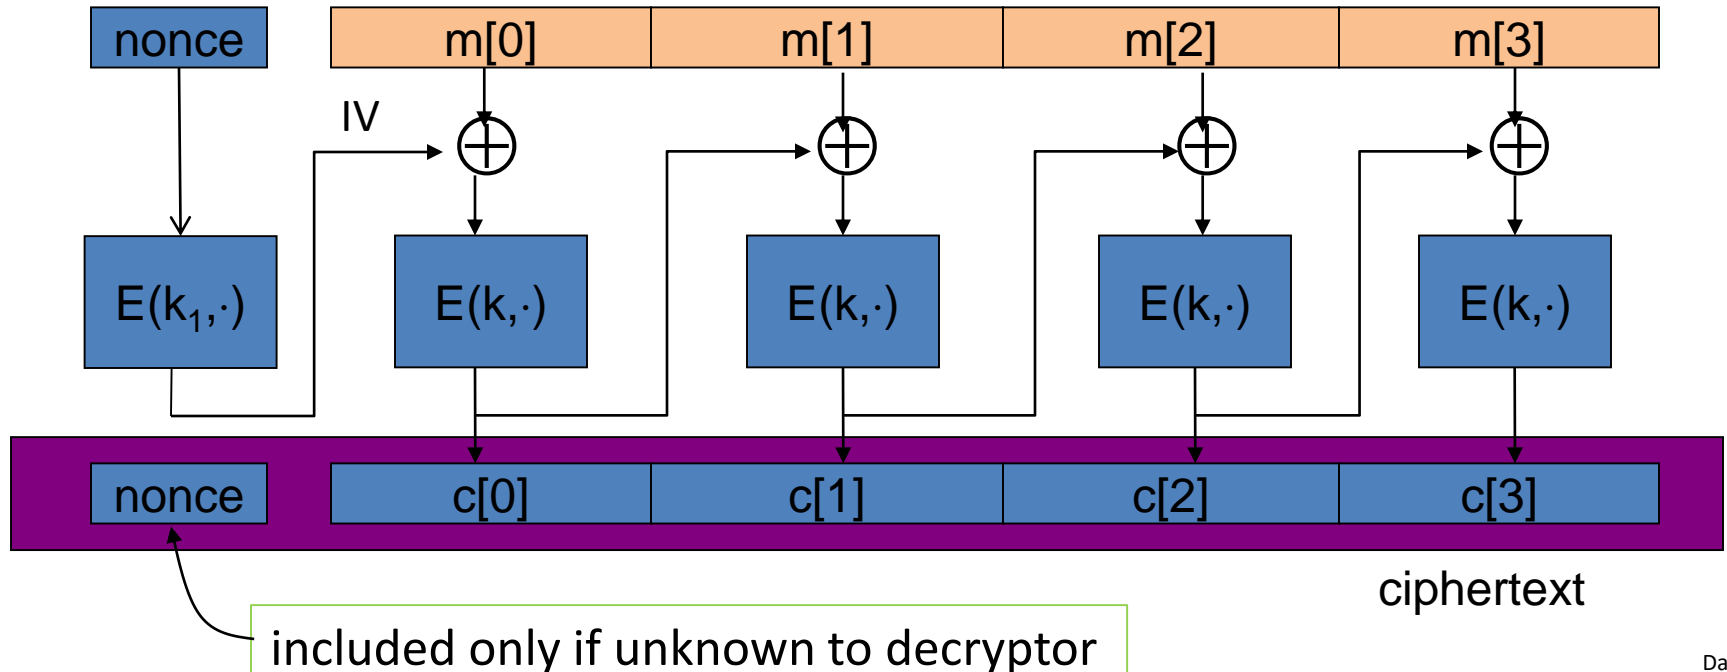 nonce m[0] m[1] m[2] m[3]
IV
E(k₁,·) E(k,·) E(k,·) E(k,·) E(k,·)
nonce c[0] c[1] c[2] c[3]
ciphertext
included only if unknown to decryptor
Da